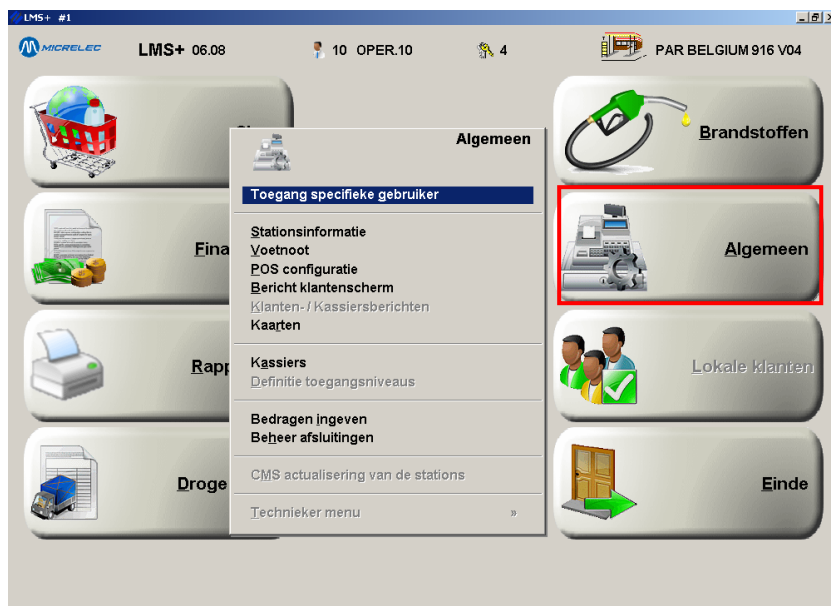 LMS+ #1
MICRELEC
LMS+ 06.08
10 OPER.10
4
PAR BELGIUM 916 V04
Brandstoffen
Algemeen
Toegang specifieke gebruiker
Stationsinformatie
Voetnoot
POS configuratie
Bericht klantenscherm
Klanten- / Kassiersberichten
Kaarten
Kassiers
Definitie toegangsniveaus
Bedragen ingeven
Beheer afsluitingen
CMS actualisering van de stations
Technieker menu »
Fina
Algemeen
Rapp
Lokale klanten
Droge
Einde